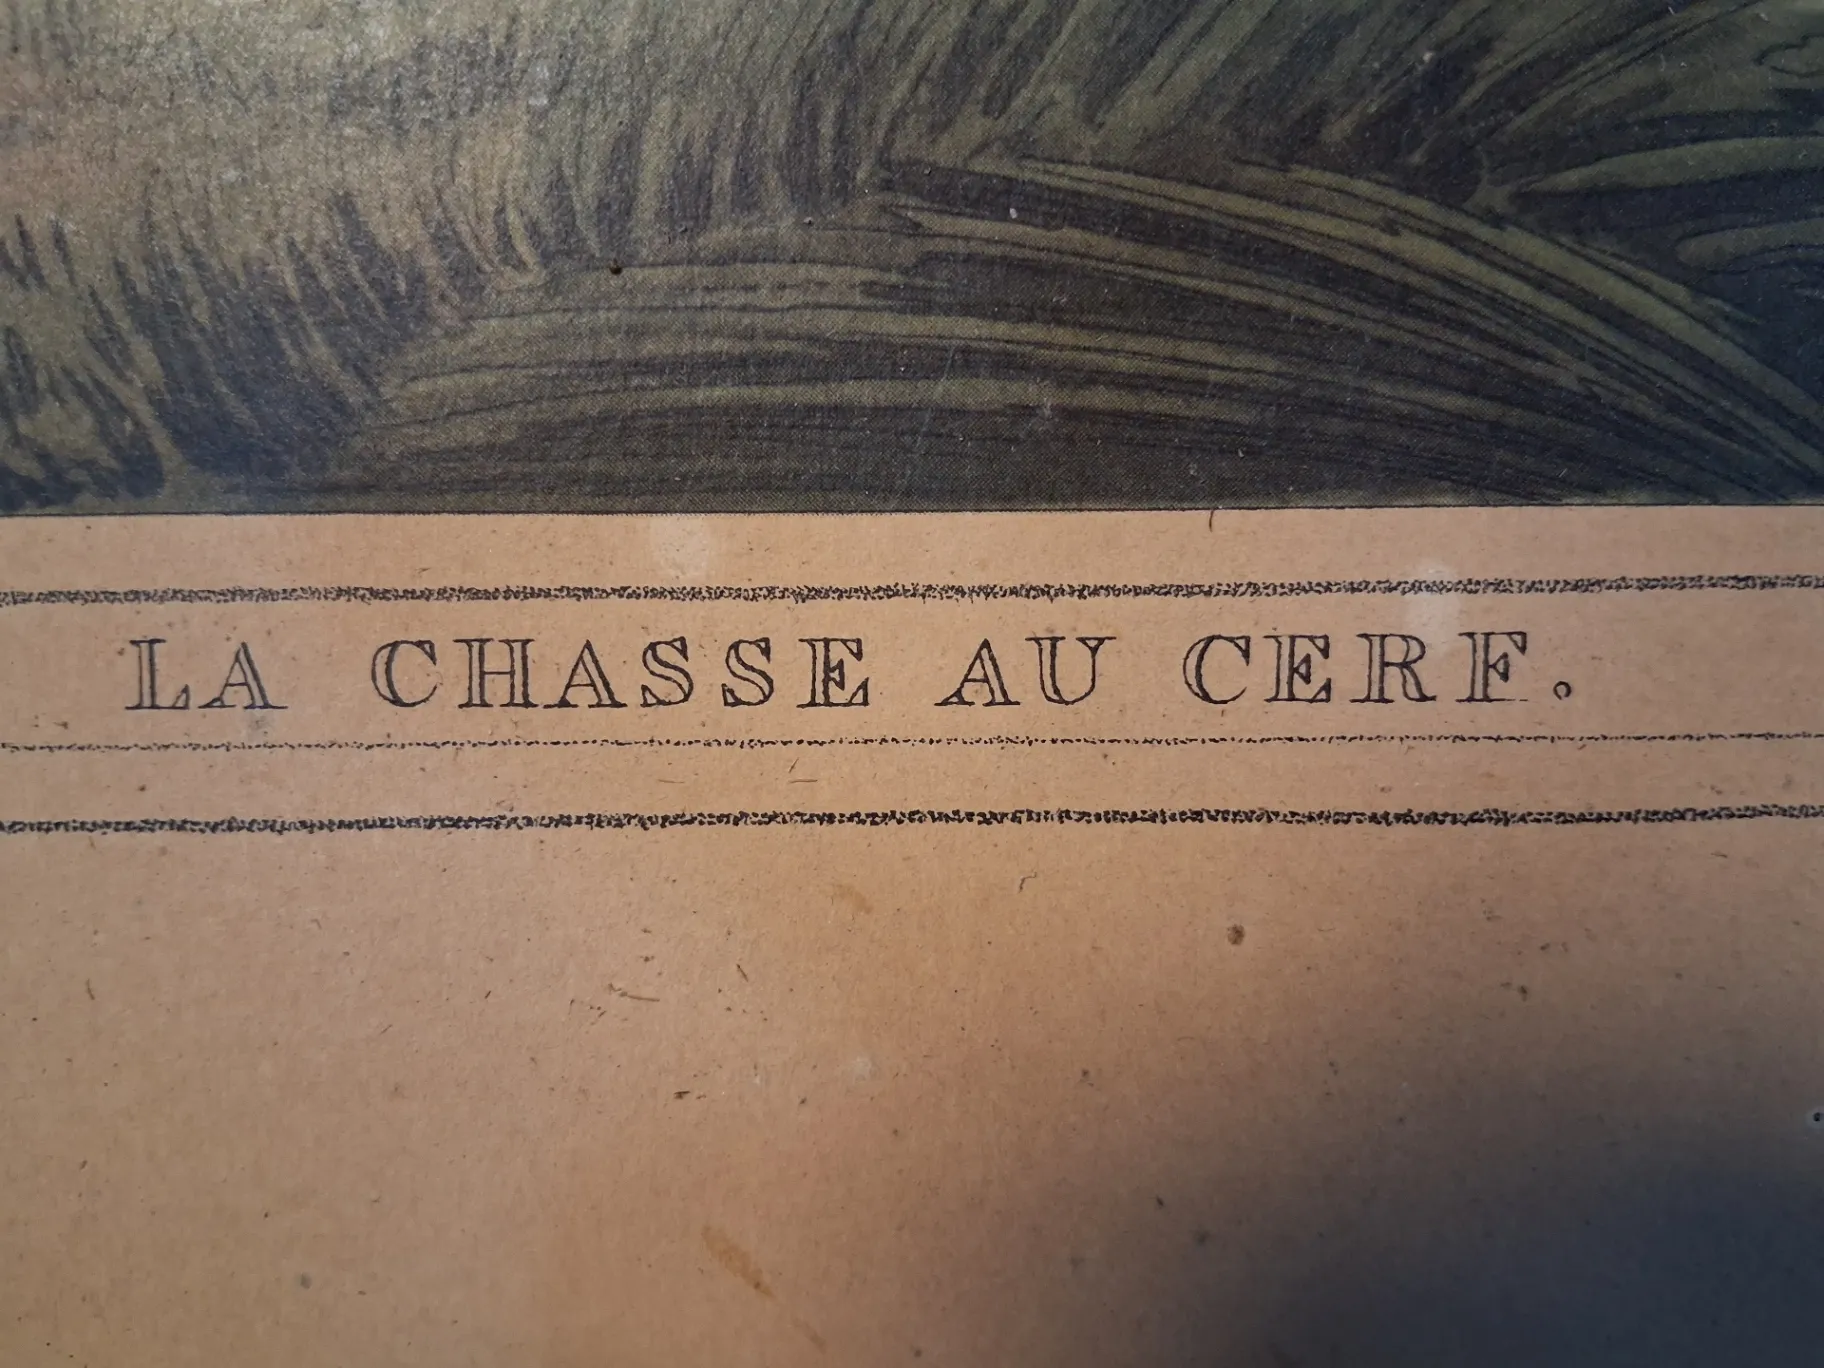 LA CHASSE AU CERF.